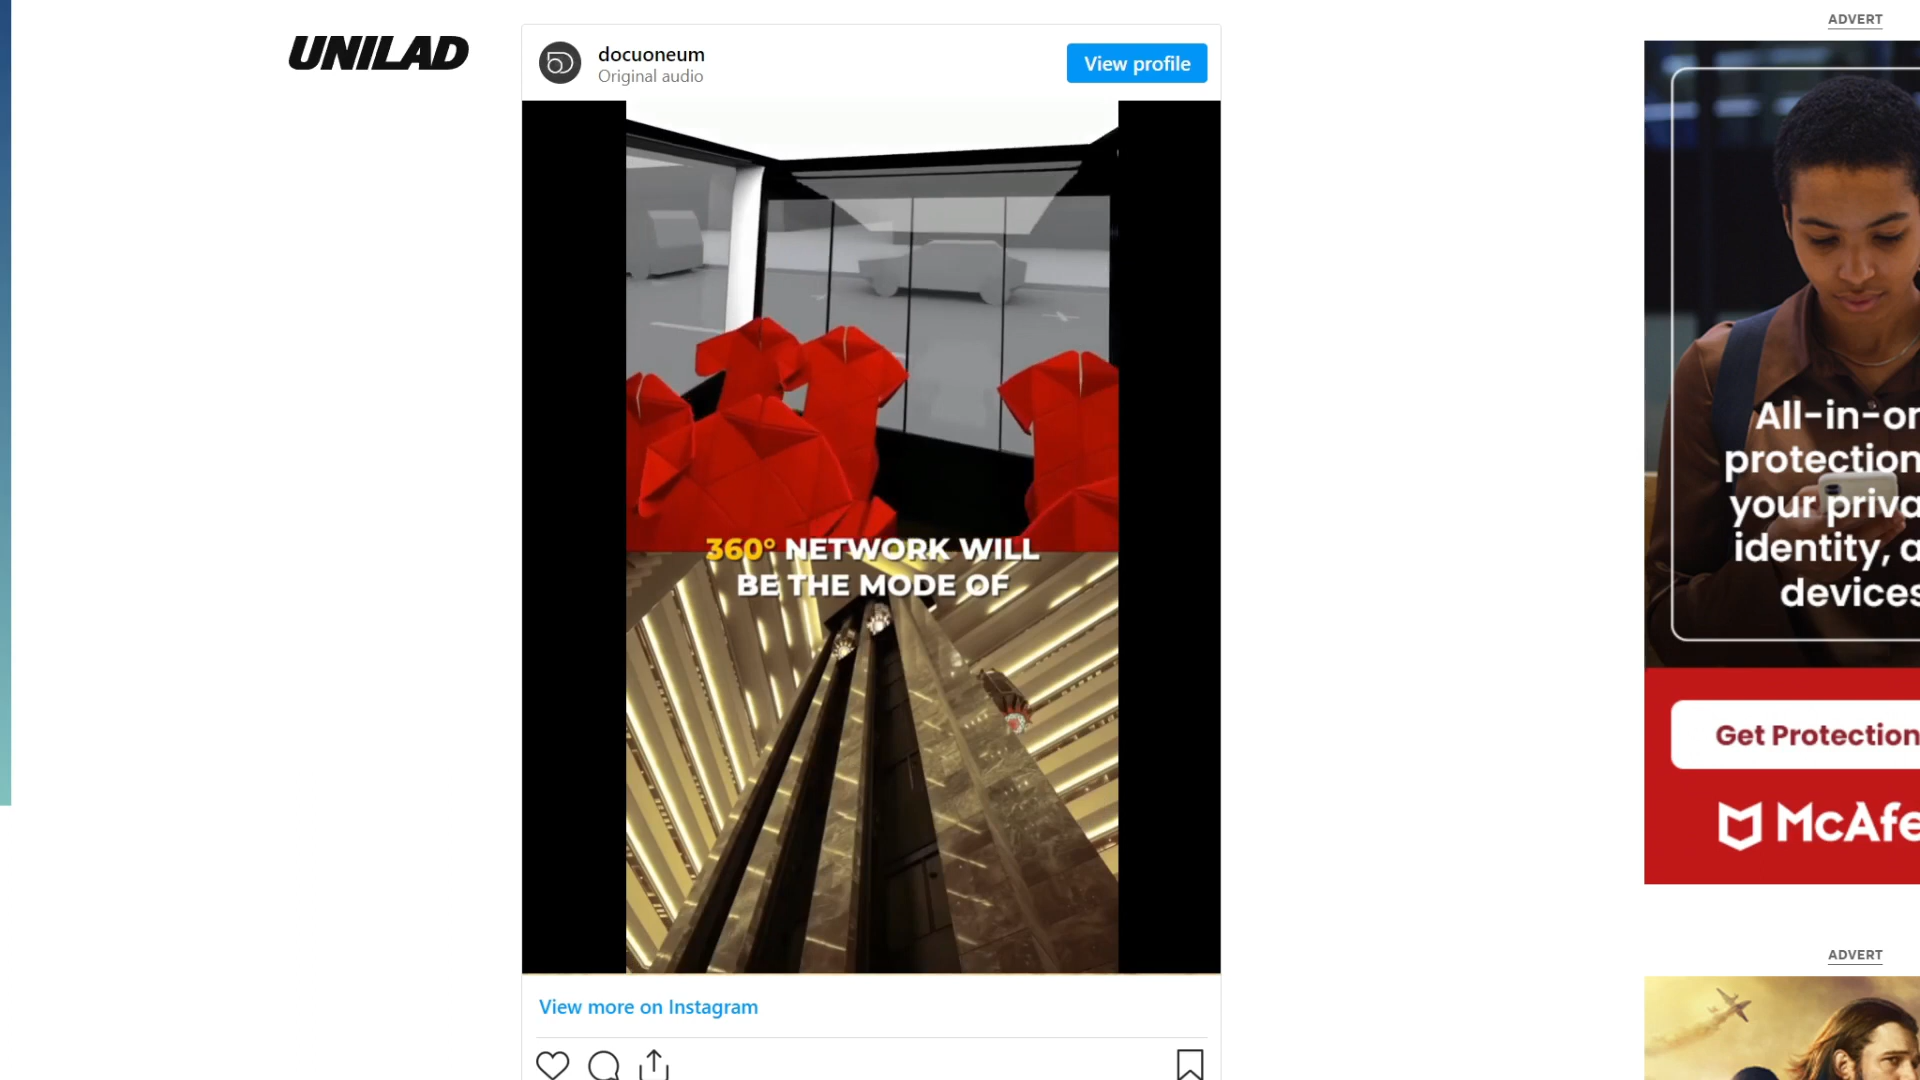 UNILAD
docuoneum
Original audio
View profile
360° NETWORK WILL
BE THE MODE OF
View more on Instagram
ADVERT
All-in-on
protection
your priva
identity, a
devices
Get Protection
McAfe
ADVERT